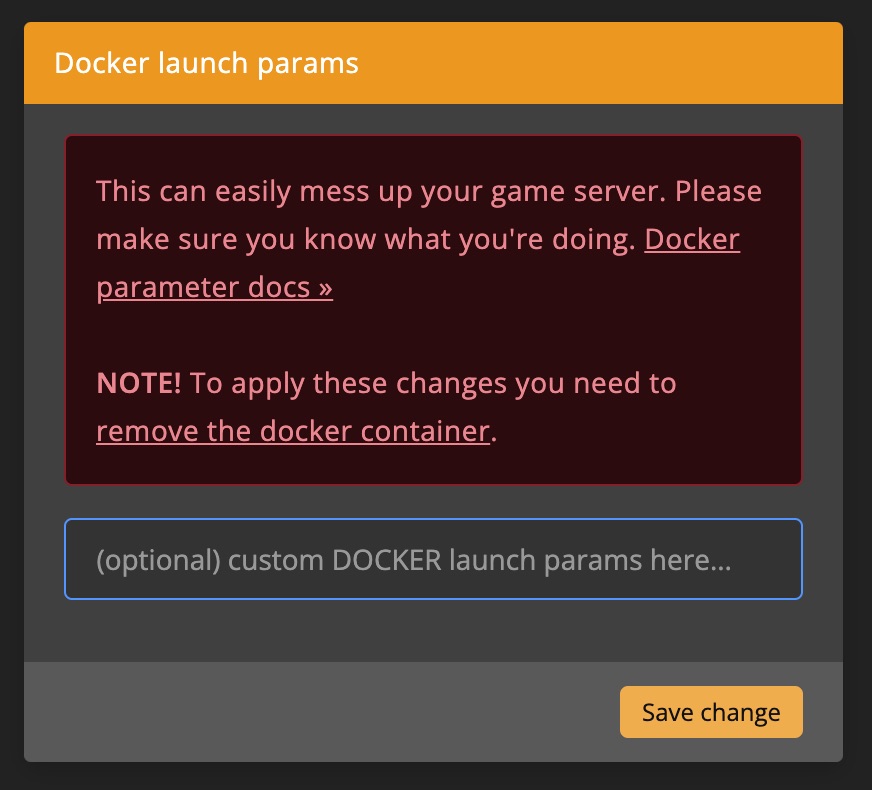 Docker launch params
This can easily mess up your game server. Please
make sure you know what you're doing. Docker
parameter docs »
NOTE! To apply these changes you need to
remove the docker container.
(optional) custom DOCKER launch params here...
Save change